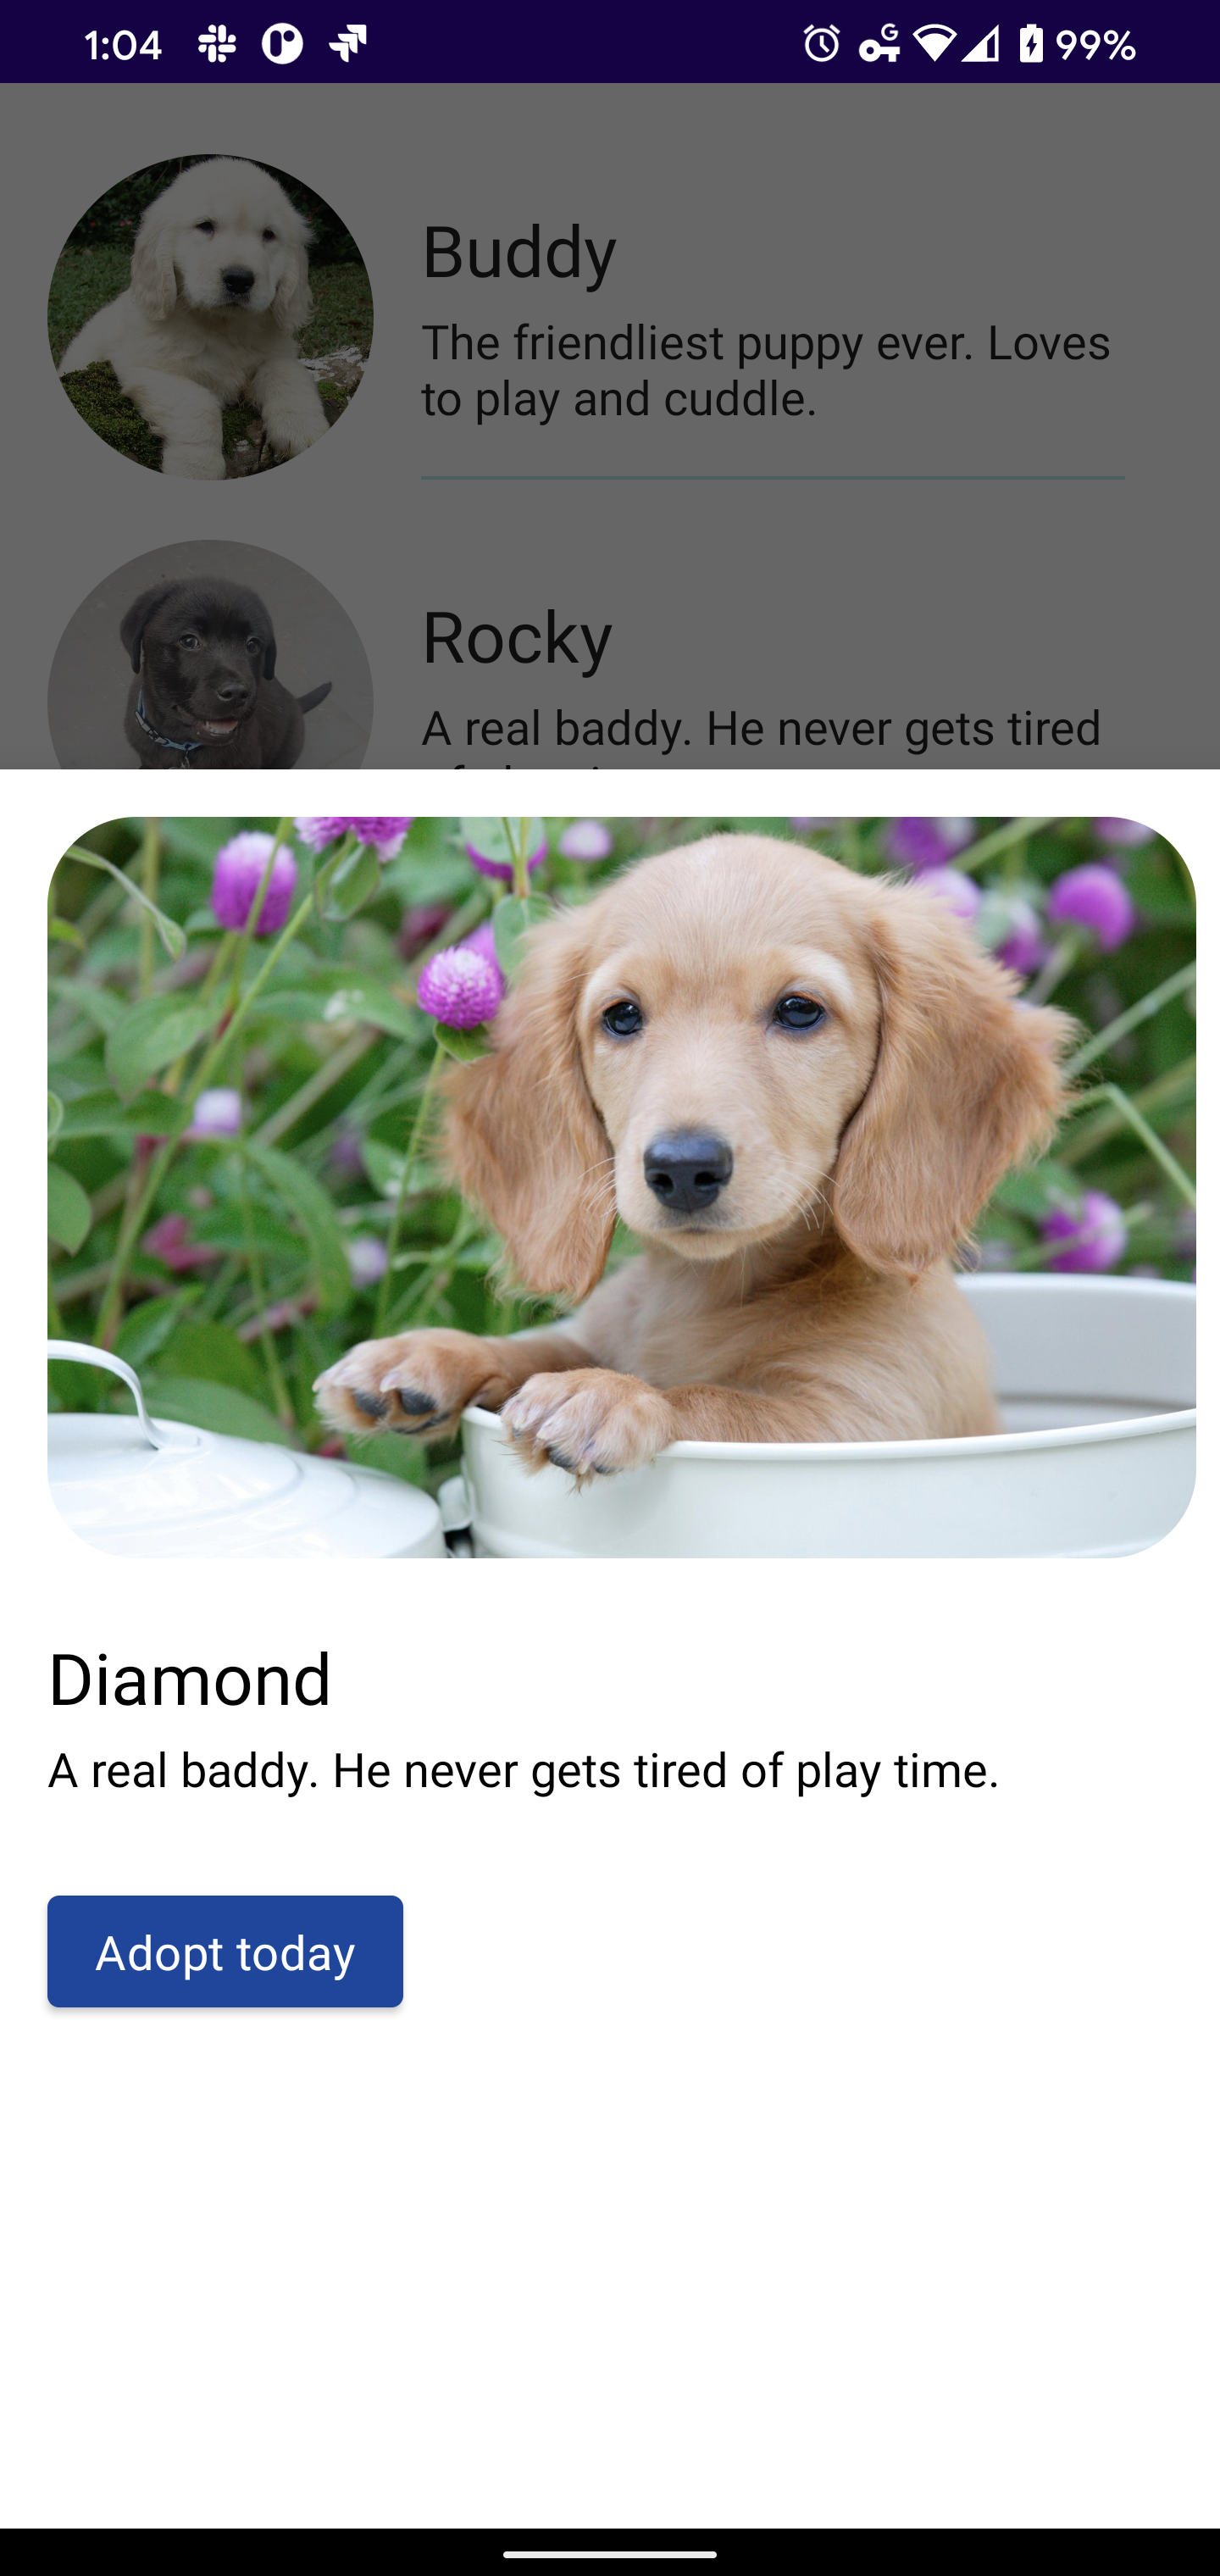 1:04
99%
Buddy
The friendliest puppy ever. Loves
to play and cuddle.
Rocky
A real baddy. He never gets tired
Diamond
A real baddy. He never gets tired of play time.
Adopt today